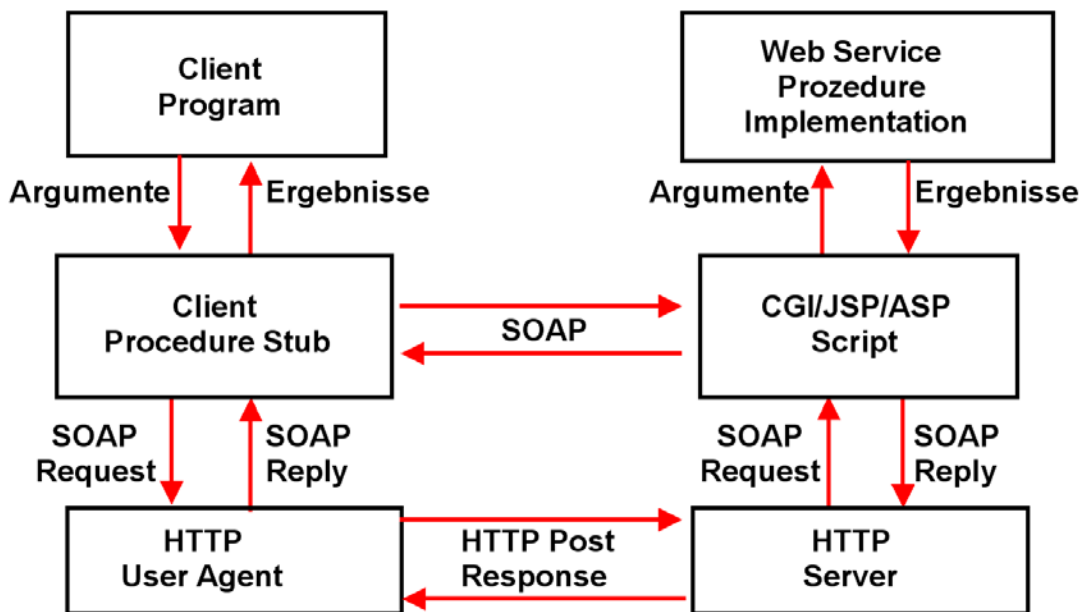 Client
Program
Web Service
Prozedure
Implementation
Argumente
Ergebnisse
Argumente
Ergebnisse
Client
Procedure Stub
SOAP
CGI/JSP/ASP
Script
SOAP
Request
SOAP
Reply
SOAP
Request
SOAP
Reply
HTTP
User Agent
HTTP Post
Response
HTTP
Server